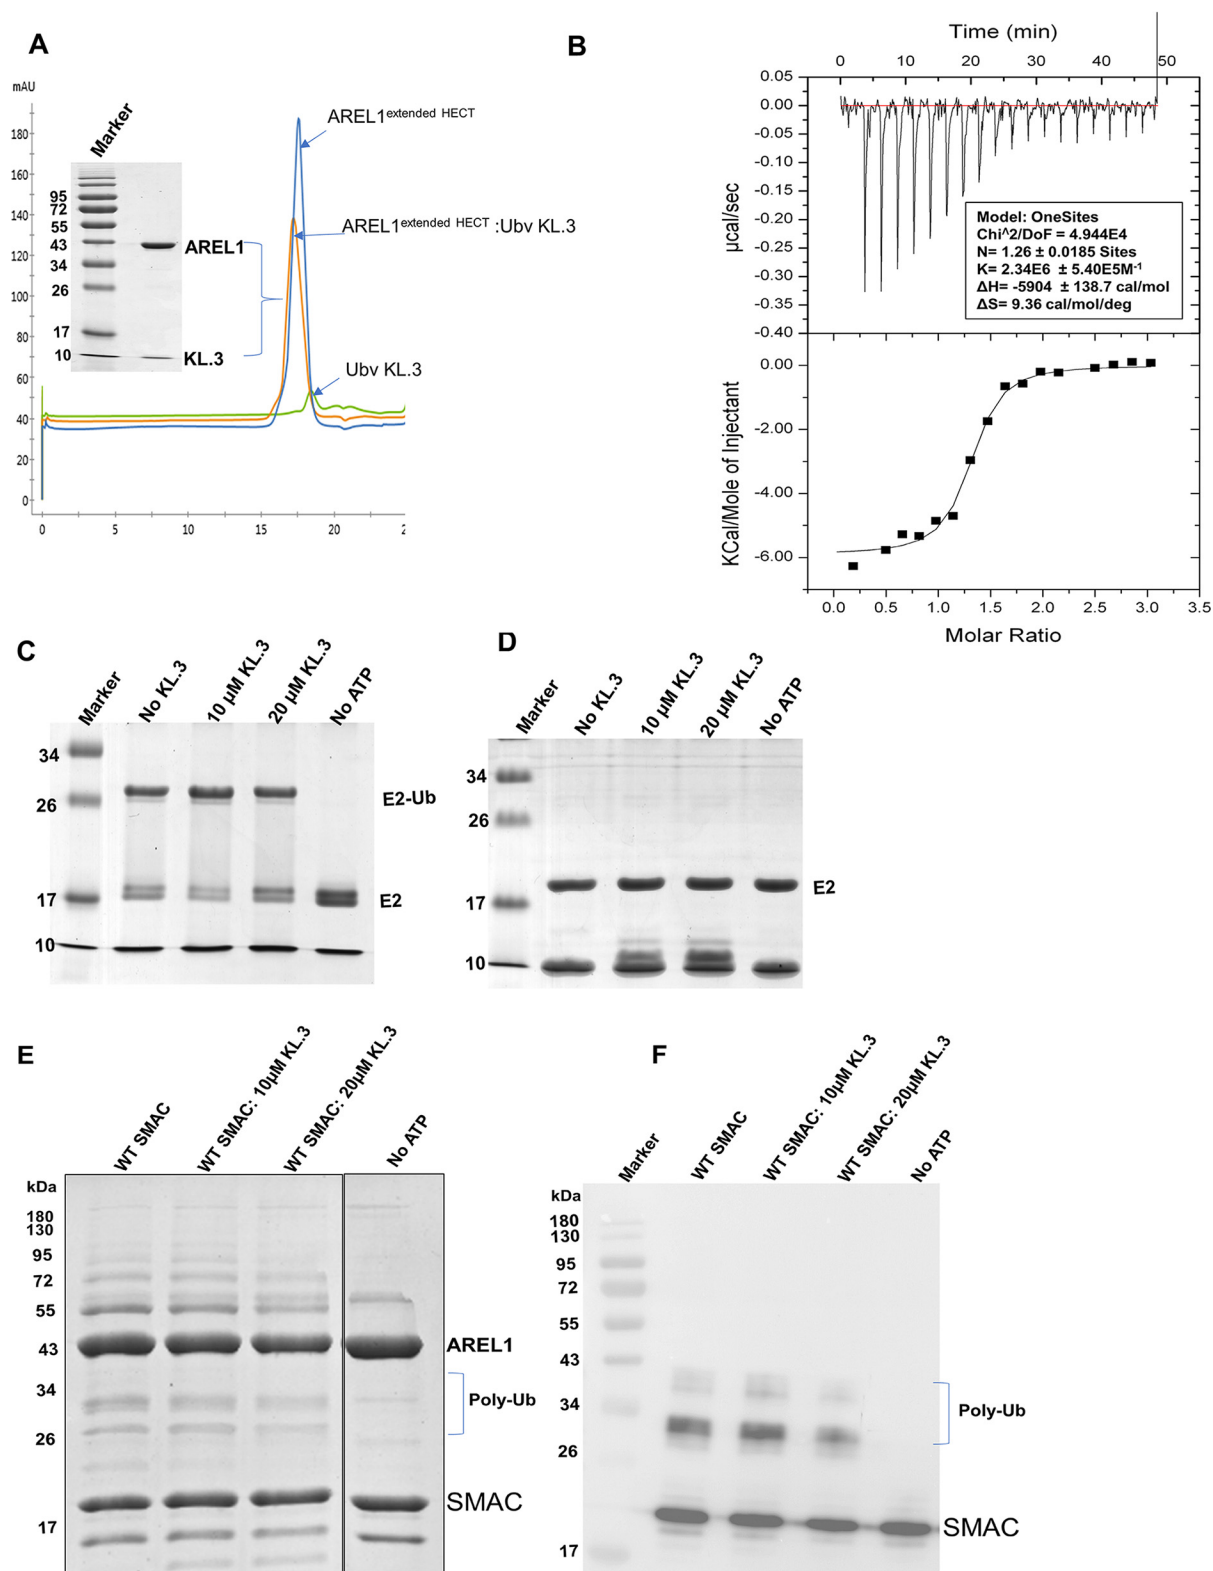 A
mAU
180
160
140
120
100
80
60
40
20
0
0 5 10 15 20 2
Marker
95
72
55
43
34
26
17
10
AREL1
KL.3
AREL1extended HECT
AREL1extended HECT :Ubv KL.3
Ubv KL.3
B
Time (min)
0 10 20 30 40 50
0.05
0.00
-0.05
-0.10
-0.15
-0.20
-0.25
-0.30
-0.35
-0.40
µcal/sec
Model: OneSites
Chi^2/DoF = 4.944E4
N= 1.26 ± 0.0185 Sites
K= 2.34E6 ± 5.40E5M-1
ΔH= -5904 ± 138.7 cal/mol
ΔS= 9.36 cal/mol/deg
0.00
-2.00
-4.00
-6.00
KCal/Mole of Injectant
0.0 0.5 1.0 1.5 2.0 2.5 3.0 3.5
Molar Ratio
C
Marker
No KL.3
10 µM KL.3
20 µM KL.3
No ATP
34
26
17
10
E2-Ub
E2
D
Marker
No KL.3
10 µM KL.3
20 µM KL.3
No ATP
34
26
17
10
E2
E
WT SMAC
WT SMAC: 10µM KL.3
WT SMAC: 20µM KL.3
No ATP
kDa
180
130
95
72
55
43
34
26
17
AREL1
Poly-Ub
SMAC
F
Marker
WT SMAC
WT SMAC: 10µM KL.3
WT SMAC: 20µM KL.3
No ATP
kDa
180
130
95
72
55
43
34
26
17
Poly-Ub
SMAC